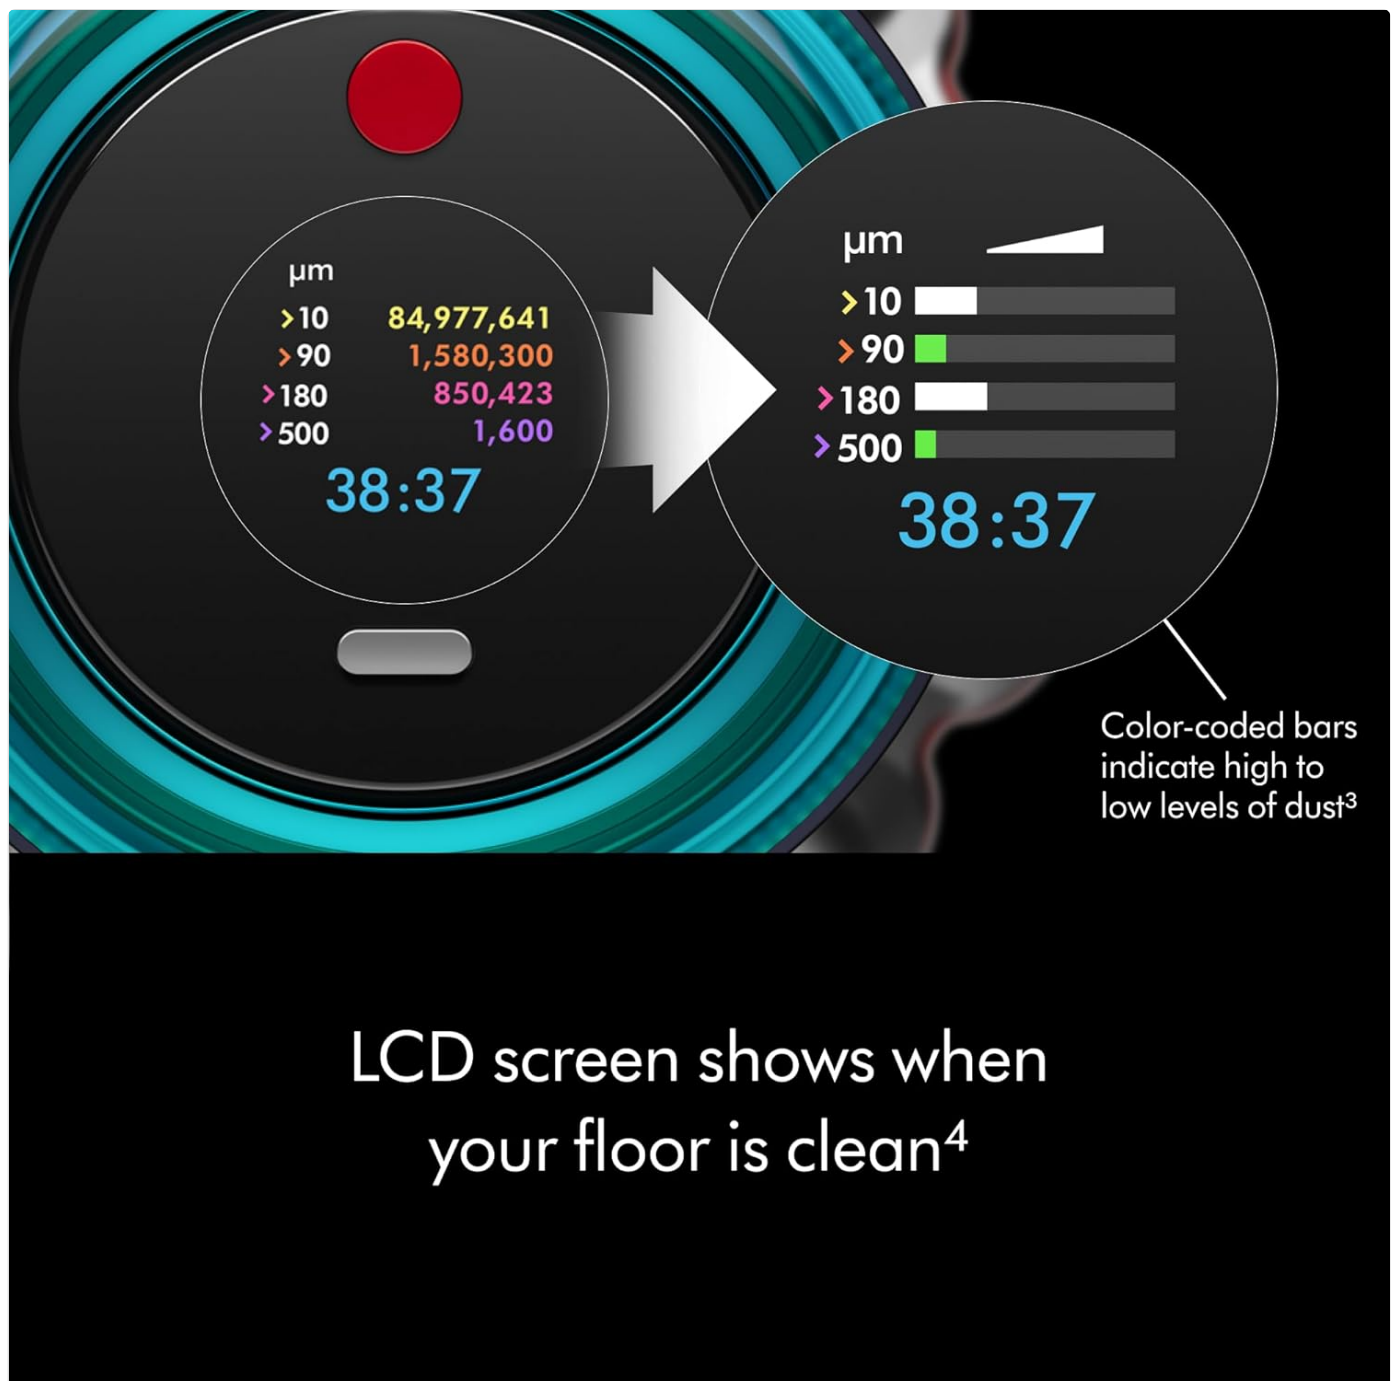 µm
>10 84,977,641
>90 1,580,300
>180 850,423
>500 1,600
38:37
µm
>10
>90
>180
>500
38:37
Color-coded bars
indicate high to
low levels of dust³
LCD screen shows when
your floor is clean⁴